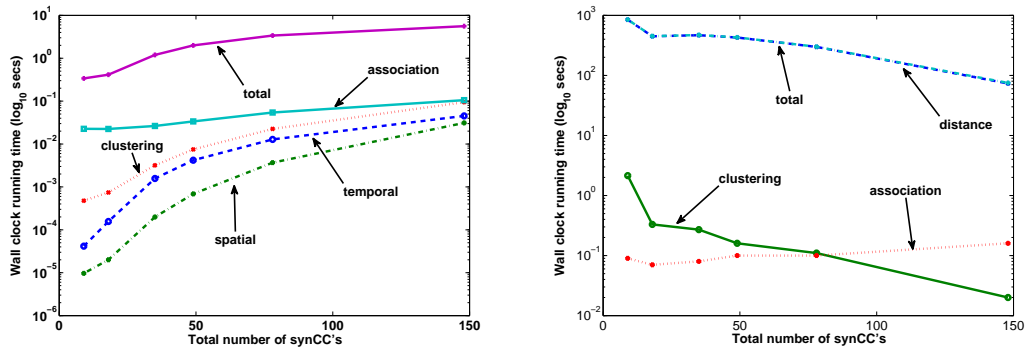 10^1
10^0
10^-1
10^-2
10^-3
10^-4
10^-5
10^-6
0
50
100
150
Wall clock running time (log_10 secs)
Total number of synCC's
total
association
clustering
temporal
spatial
10^3
10^2
10^1
10^0
10^-1
10^-2
0
50
100
150
Wall clock running time (log_10 secs)
Total number of synCC's
total
distance
clustering
association